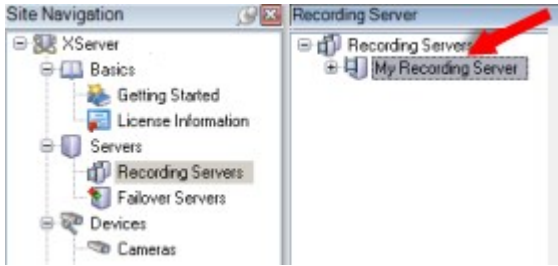 Site Navigation
XServer
Basics
Getting Started
License Information
Servers
Recording Servers
Failover Servers
Devices
Cameras
Recording Server
Recording Servers
My Recording Server